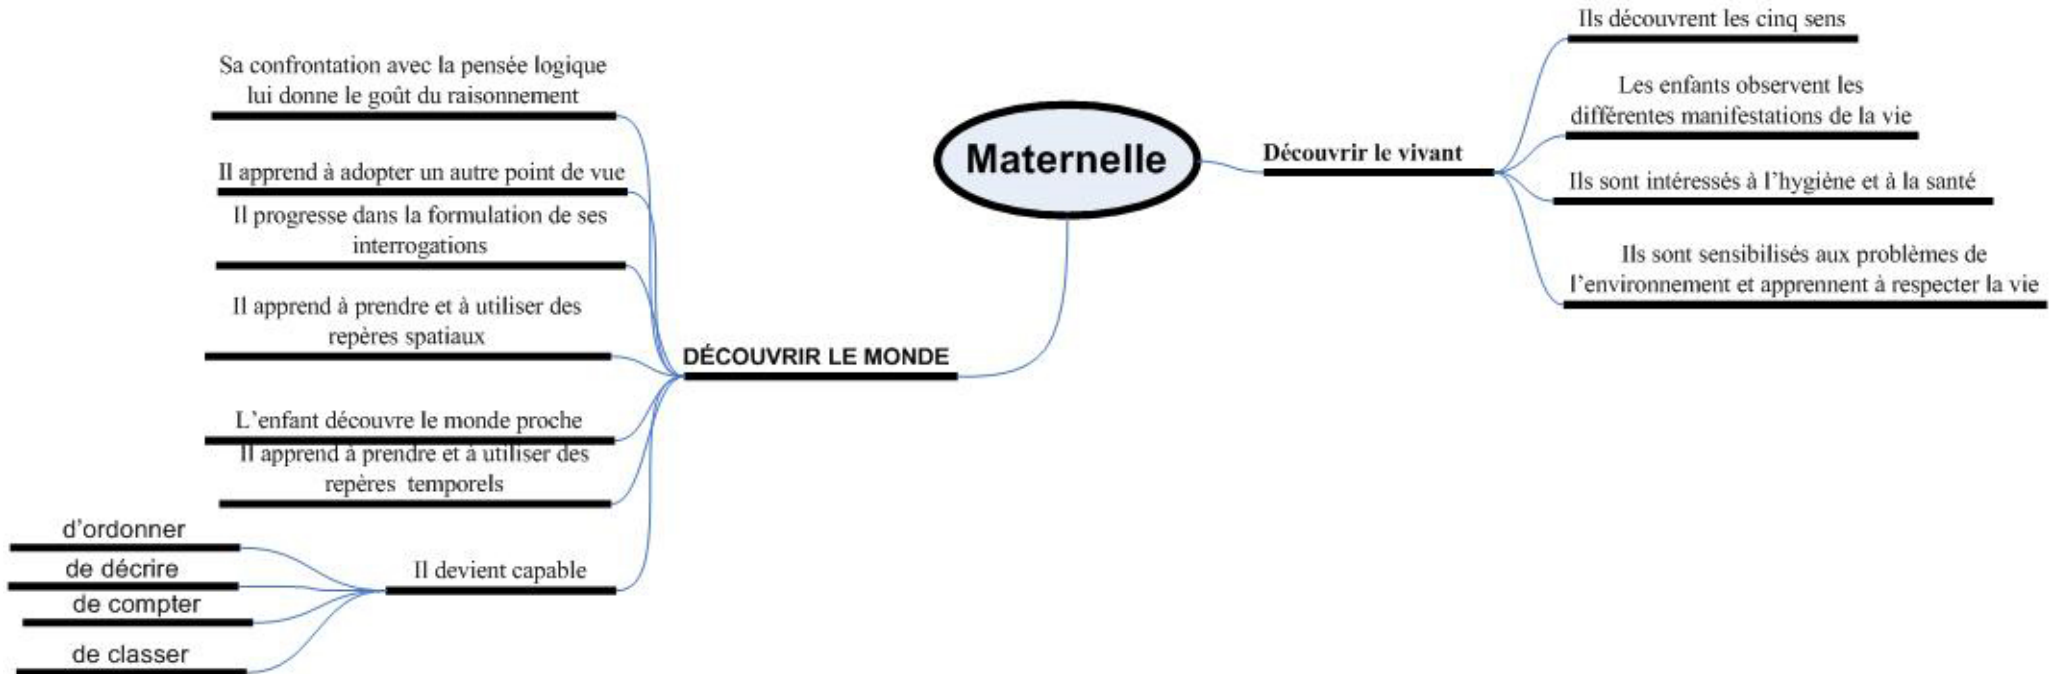 Maternelle
Découvrir le vivant
Ils découvrent les cinq sens
Les enfants observent les
différentes manifestations de la vie
Ils sont intéressés à l’hygiène et à la santé
Ils sont sensibilisés aux problèmes de
l’environnement et apprennent à respecter la vie
DÉCOUVRIR LE MONDE
Sa confrontation avec la pensée logique
lui donne le goût du raisonnement
Il apprend à adopter un autre point de vue
Il progresse dans la formulation de ses
interrogations
Il apprend à prendre et à utiliser des
repères spatiaux
L’enfant découvre le monde proche
Il apprend à prendre et à utiliser des
repères temporels
Il devient capable
d'ordonner
de décrire
de compter
de classer